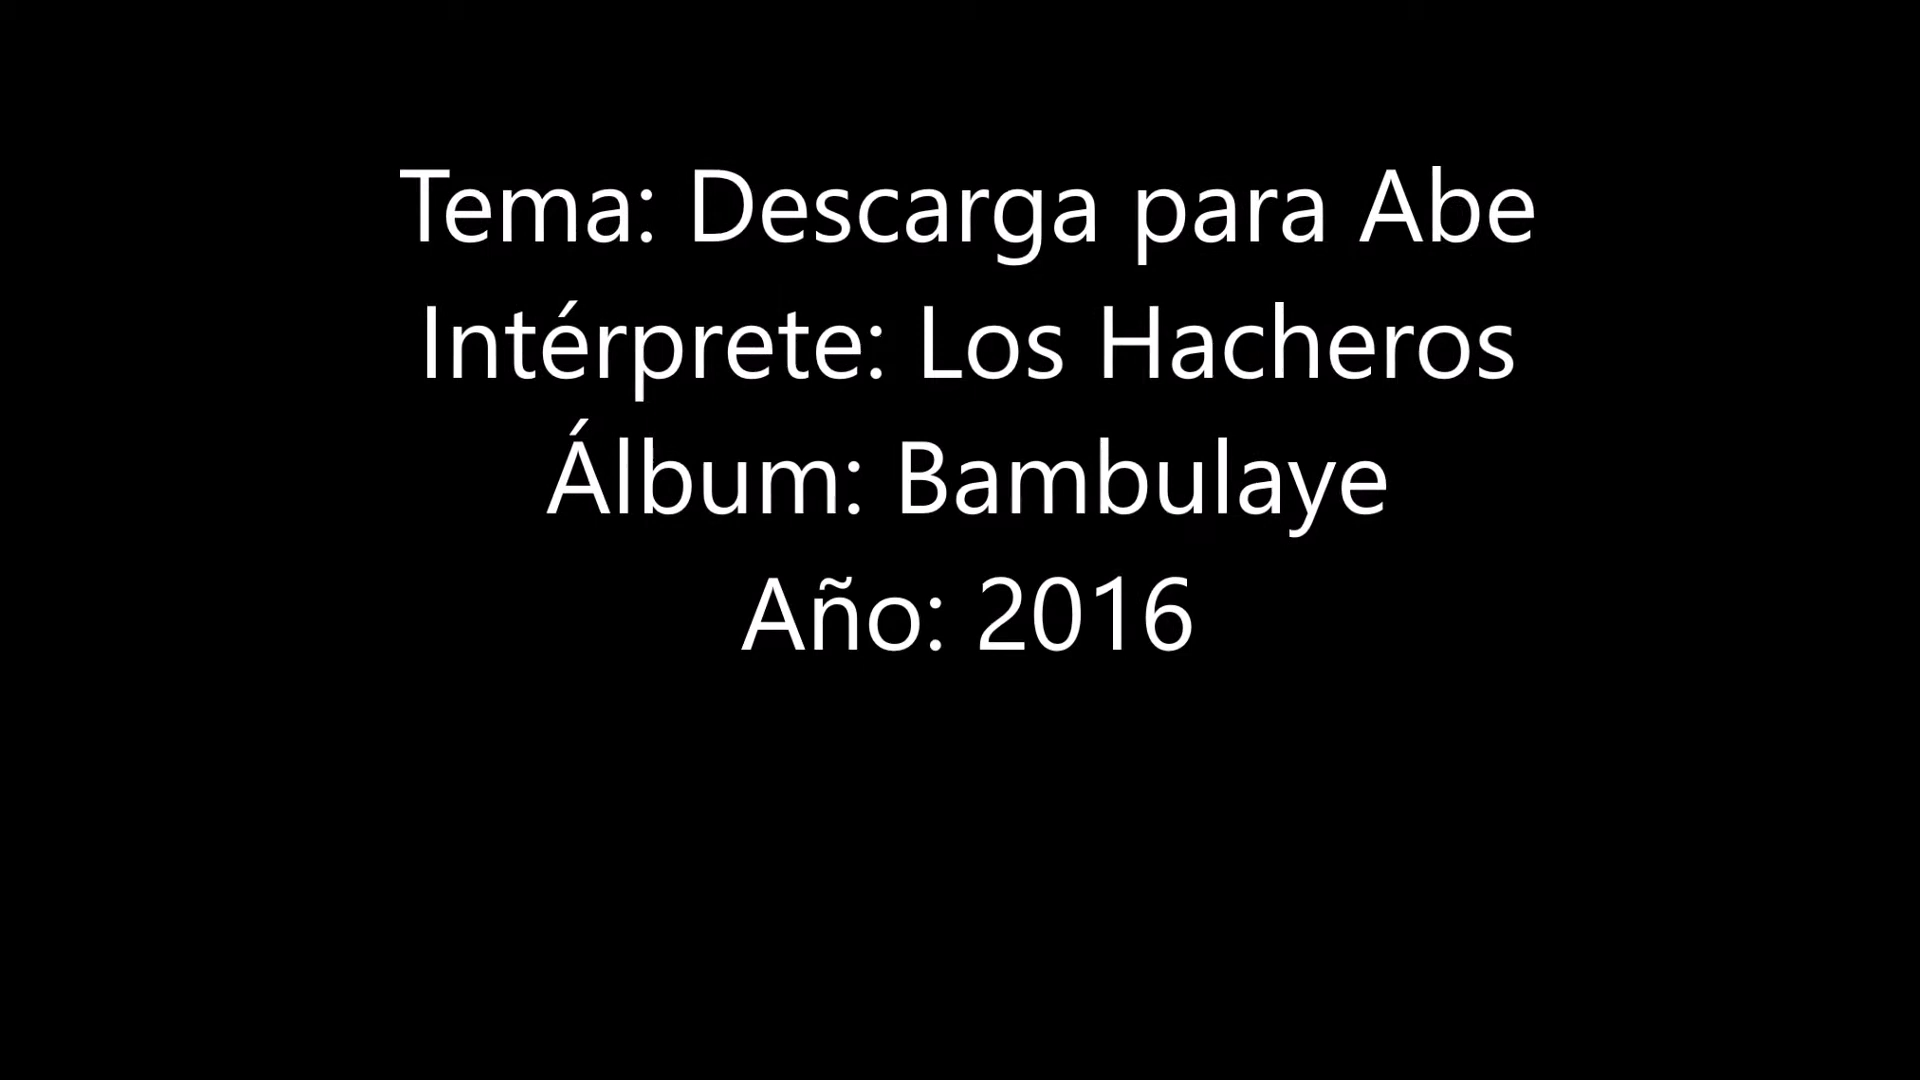 Tema: Descarga para Abe
Intérprete: Los Hacheros
Álbum: Bambulaye
Año: 2016